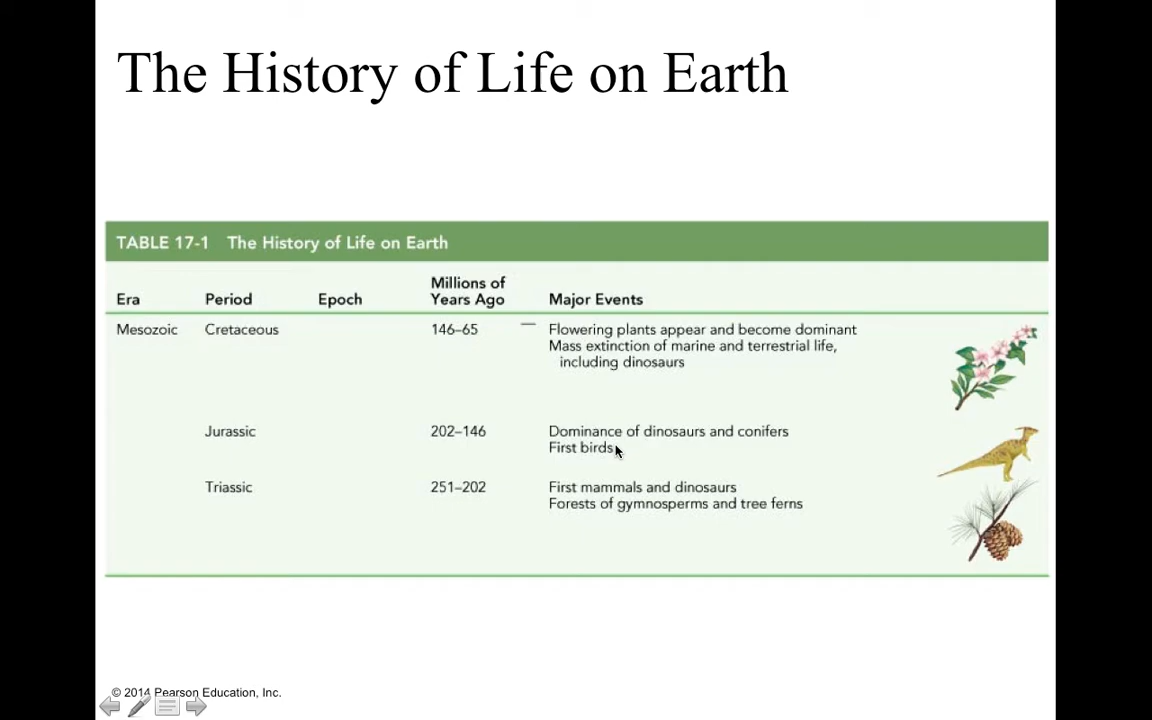 The History of Life on Earth
TABLE 17-1 The History of Life on Earth
Era Period Epoch Millions of Years Ago Major Events
Mesozoic Cretaceous 146–65 Flowering plants appear and become dominant
Mass extinction of marine and terrestrial life,
including dinosaurs
Jurassic 202–146 Dominance of dinosaurs and conifers
First birds
Triassic 251–202 First mammals and dinosaurs
Forests of gymnosperms and tree ferns
© 2014 Pearson Education, Inc.